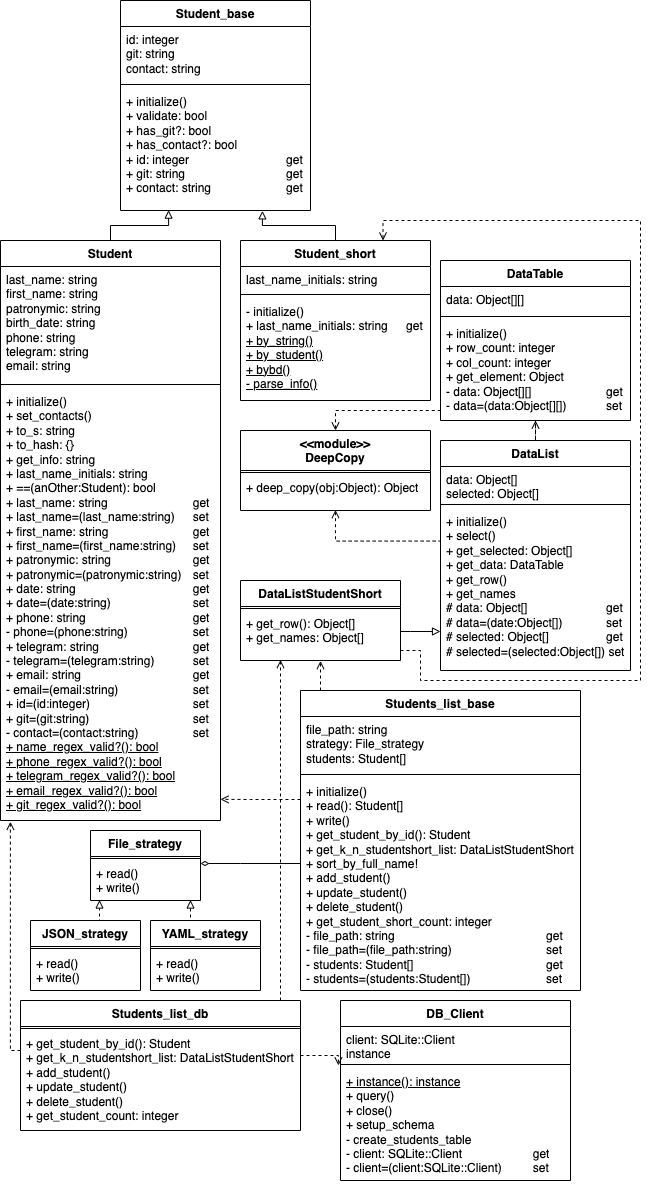 Student_base
id: integer
git: string
contact: string
+ initialize()
+ validate: bool
+ has_git?: bool
+ has_contact?: bool
+ id: integer get
+ git: string get
+ contact: string get
Student
last_name: string
first_name: string
patronymic: string
birth_date: string
phone: string
telegram: string
email: string
+ initialize()
+ set_contacts()
+ to_s: string
+ to_hash: {}
+ get_info: string
+ last_name_initials: string
+ ==(anOther:Student): bool
+ last_name: string get
+ last_name=(last_name:string) set
+ first_name: string get
+ first_name=(first_name:string) set
+ patronymic: string get
+ patronymic=(patronymic:string) set
+ date: string get
+ date=(date:string) set
+ phone: string get
- phone=(phone:string) set
+ telegram: string get
- telegram=(telegram:string) set
+ email: string get
- email=(email:string) set
+ id=(id:integer) set
+ git=(git:string) set
- contact=(contact:string) set
+ name_regex_valid?(): bool
+ phone_regex_valid?(): bool
+ telegram_regex_valid?(): bool
+ email_regex_valid?(): bool
+ git_regex_valid?(): bool
Student_short
last_name_initials: string
- initialize()
+ last_name_initials: string get
+ by_string()
+ by_student()
+ bybd()
- parse_info()
DataTable
data: Object[][]
+ initialize()
+ row_count: integer
+ col_count: integer
+ get_element: Object
- data: Object[][] get
- data=(data:Object[][]) set
<<module>>
DeepCopy
+ deep_copy(obj:Object): Object
DataList
data: Object[]
selected: Object[]
+ initialize()
+ select()
+ get_selected: Object[]
+ get_data: DataTable
+ get_row()
+ get_names
# data: Object[] get
# data=(date:Object[]) set
# selected: Object[] get
# selected=(selected:Object[]) set
DataListStudentShort
+ get_row(): Object[]
+ get_names: Object[]
Students_list_base
file_path: string
strategy: File_strategy
students: Student[]
+ initialize()
+ read(): Student[]
+ write()
+ get_student_by_id(): Student
+ get_k_n_studentshort_list: DataListStudentShort
+ sort_by_full_name!
+ add_student()
+ update_student()
+ delete_student()
+ get_student_short_count: integer
- file_path: string get
- file_path=(file_path:string) set
- students: Student[] get
- students=(students:Student[]) set
File_strategy
+ read()
+ write()
JSON_strategy
+ read()
+ write()
YAML_strategy
+ read()
+ write()
Students_list_db
+ get_student_by_id(): Student
+ get_k_n_studentshort_list: DataListStudentShort
+ add_student()
+ update_student()
+ delete_student()
+ get_student_count: integer
DB_Client
client: SQLite::Client
instance
+ instance(): instance
+ query()
+ close()
+ setup_schema
- create_students_table
- client: SQLite::Client get
- client=(client:SQLite::Client) set